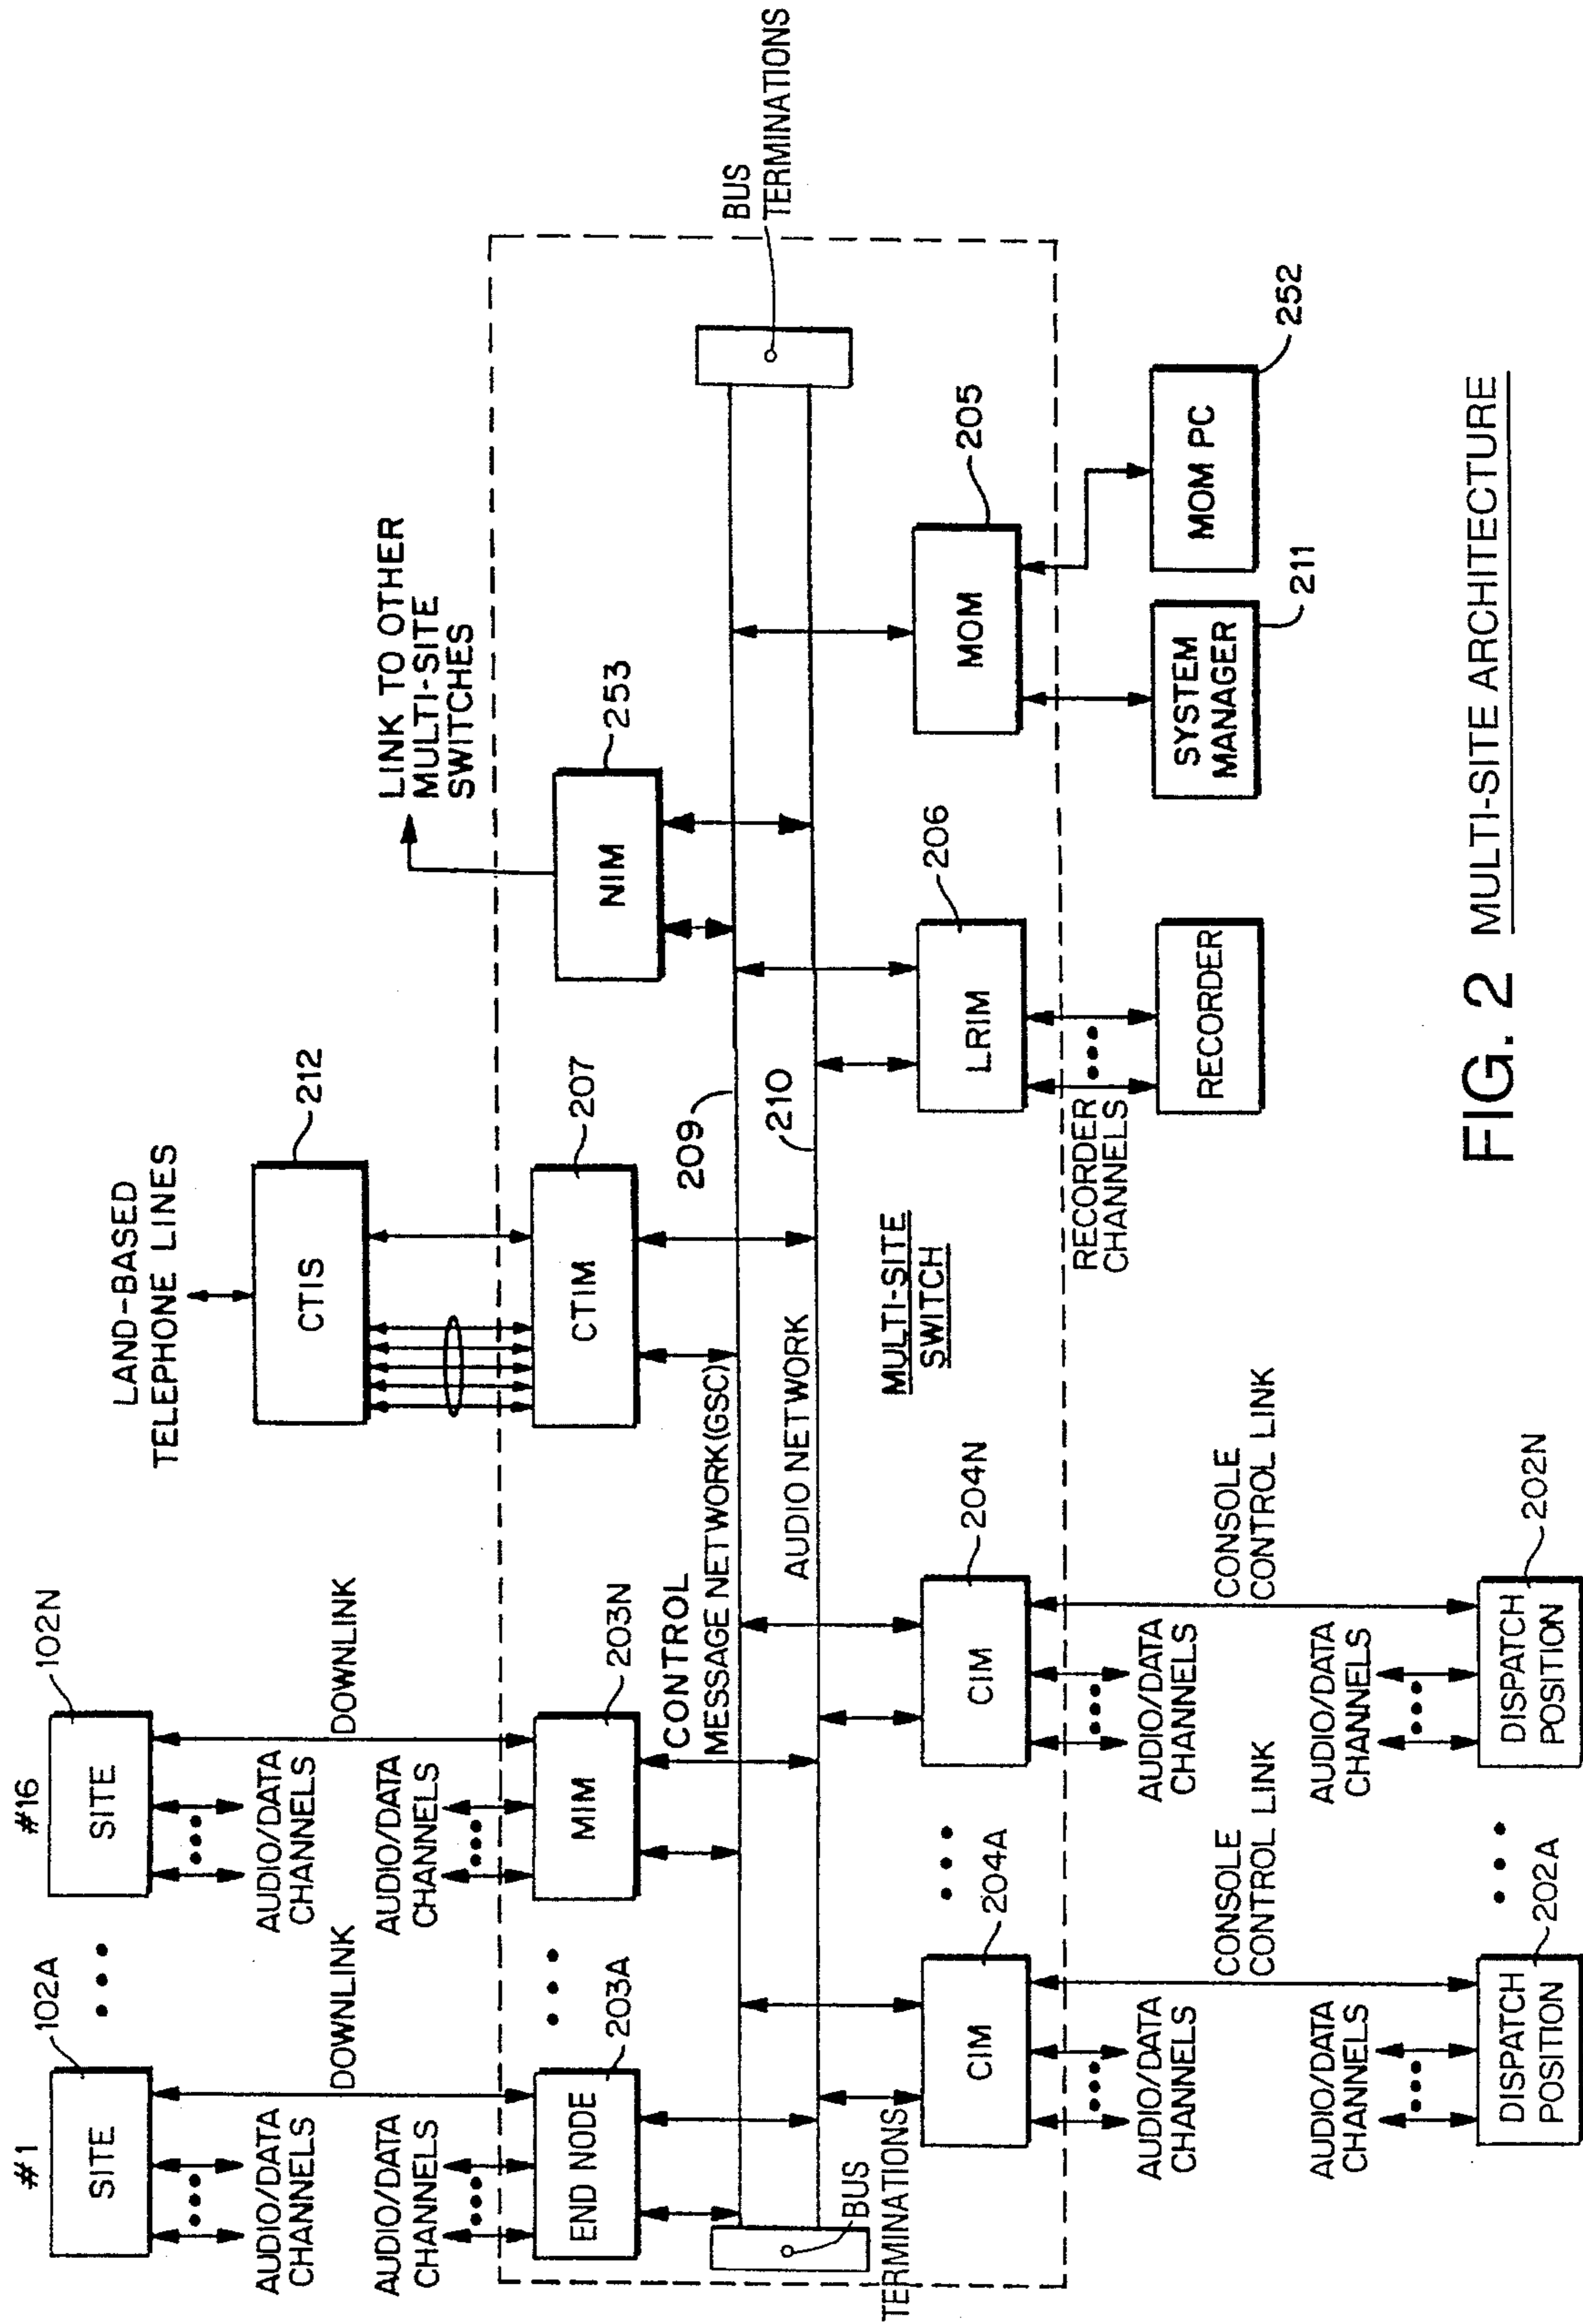 #1
102A
SITE
#16
102N
SITE
DOWNLINK
DOWNLINK
AUDIO/DATA
CHANNELS
AUDIO/DATA
CHANNELS
AUDIO/DATA
CHANNELS
AUDIO/DATA
CHANNELS
END NODE
203A
MIM
203N
LAND-BASED
TELEPHONE LINES
CTIS
212
CTIM
207
LINK TO OTHER
MULTI-SITE
SWITCHES
NIM
253
BUS
TERMINATIONS
CONTROL
MESSAGE NETWORK(GSC)
209
AUDIO NETWORK
210
MULTI-SITE
SWITCH
BUS
TERMINATIONS
CIM
204A
CIM
204N
LRIM
206
MOM
205
AUDIO/DATA
CHANNELS
CONSOLE
CONTROL LINK
AUDIO/DATA
CHANNELS
CONSOLE
CONTROL LINK
RECORDER
CHANNELS
RECORDER
SYSTEM
MANAGER
211
MOM PC
252
AUDIO/DATA
CHANNELS
AUDIO/DATA
CHANNELS
DISPATCH
POSITION
202A
DISPATCH
POSITION
202N
FIG. 2 MULTI-SITE ARCHITECTURE